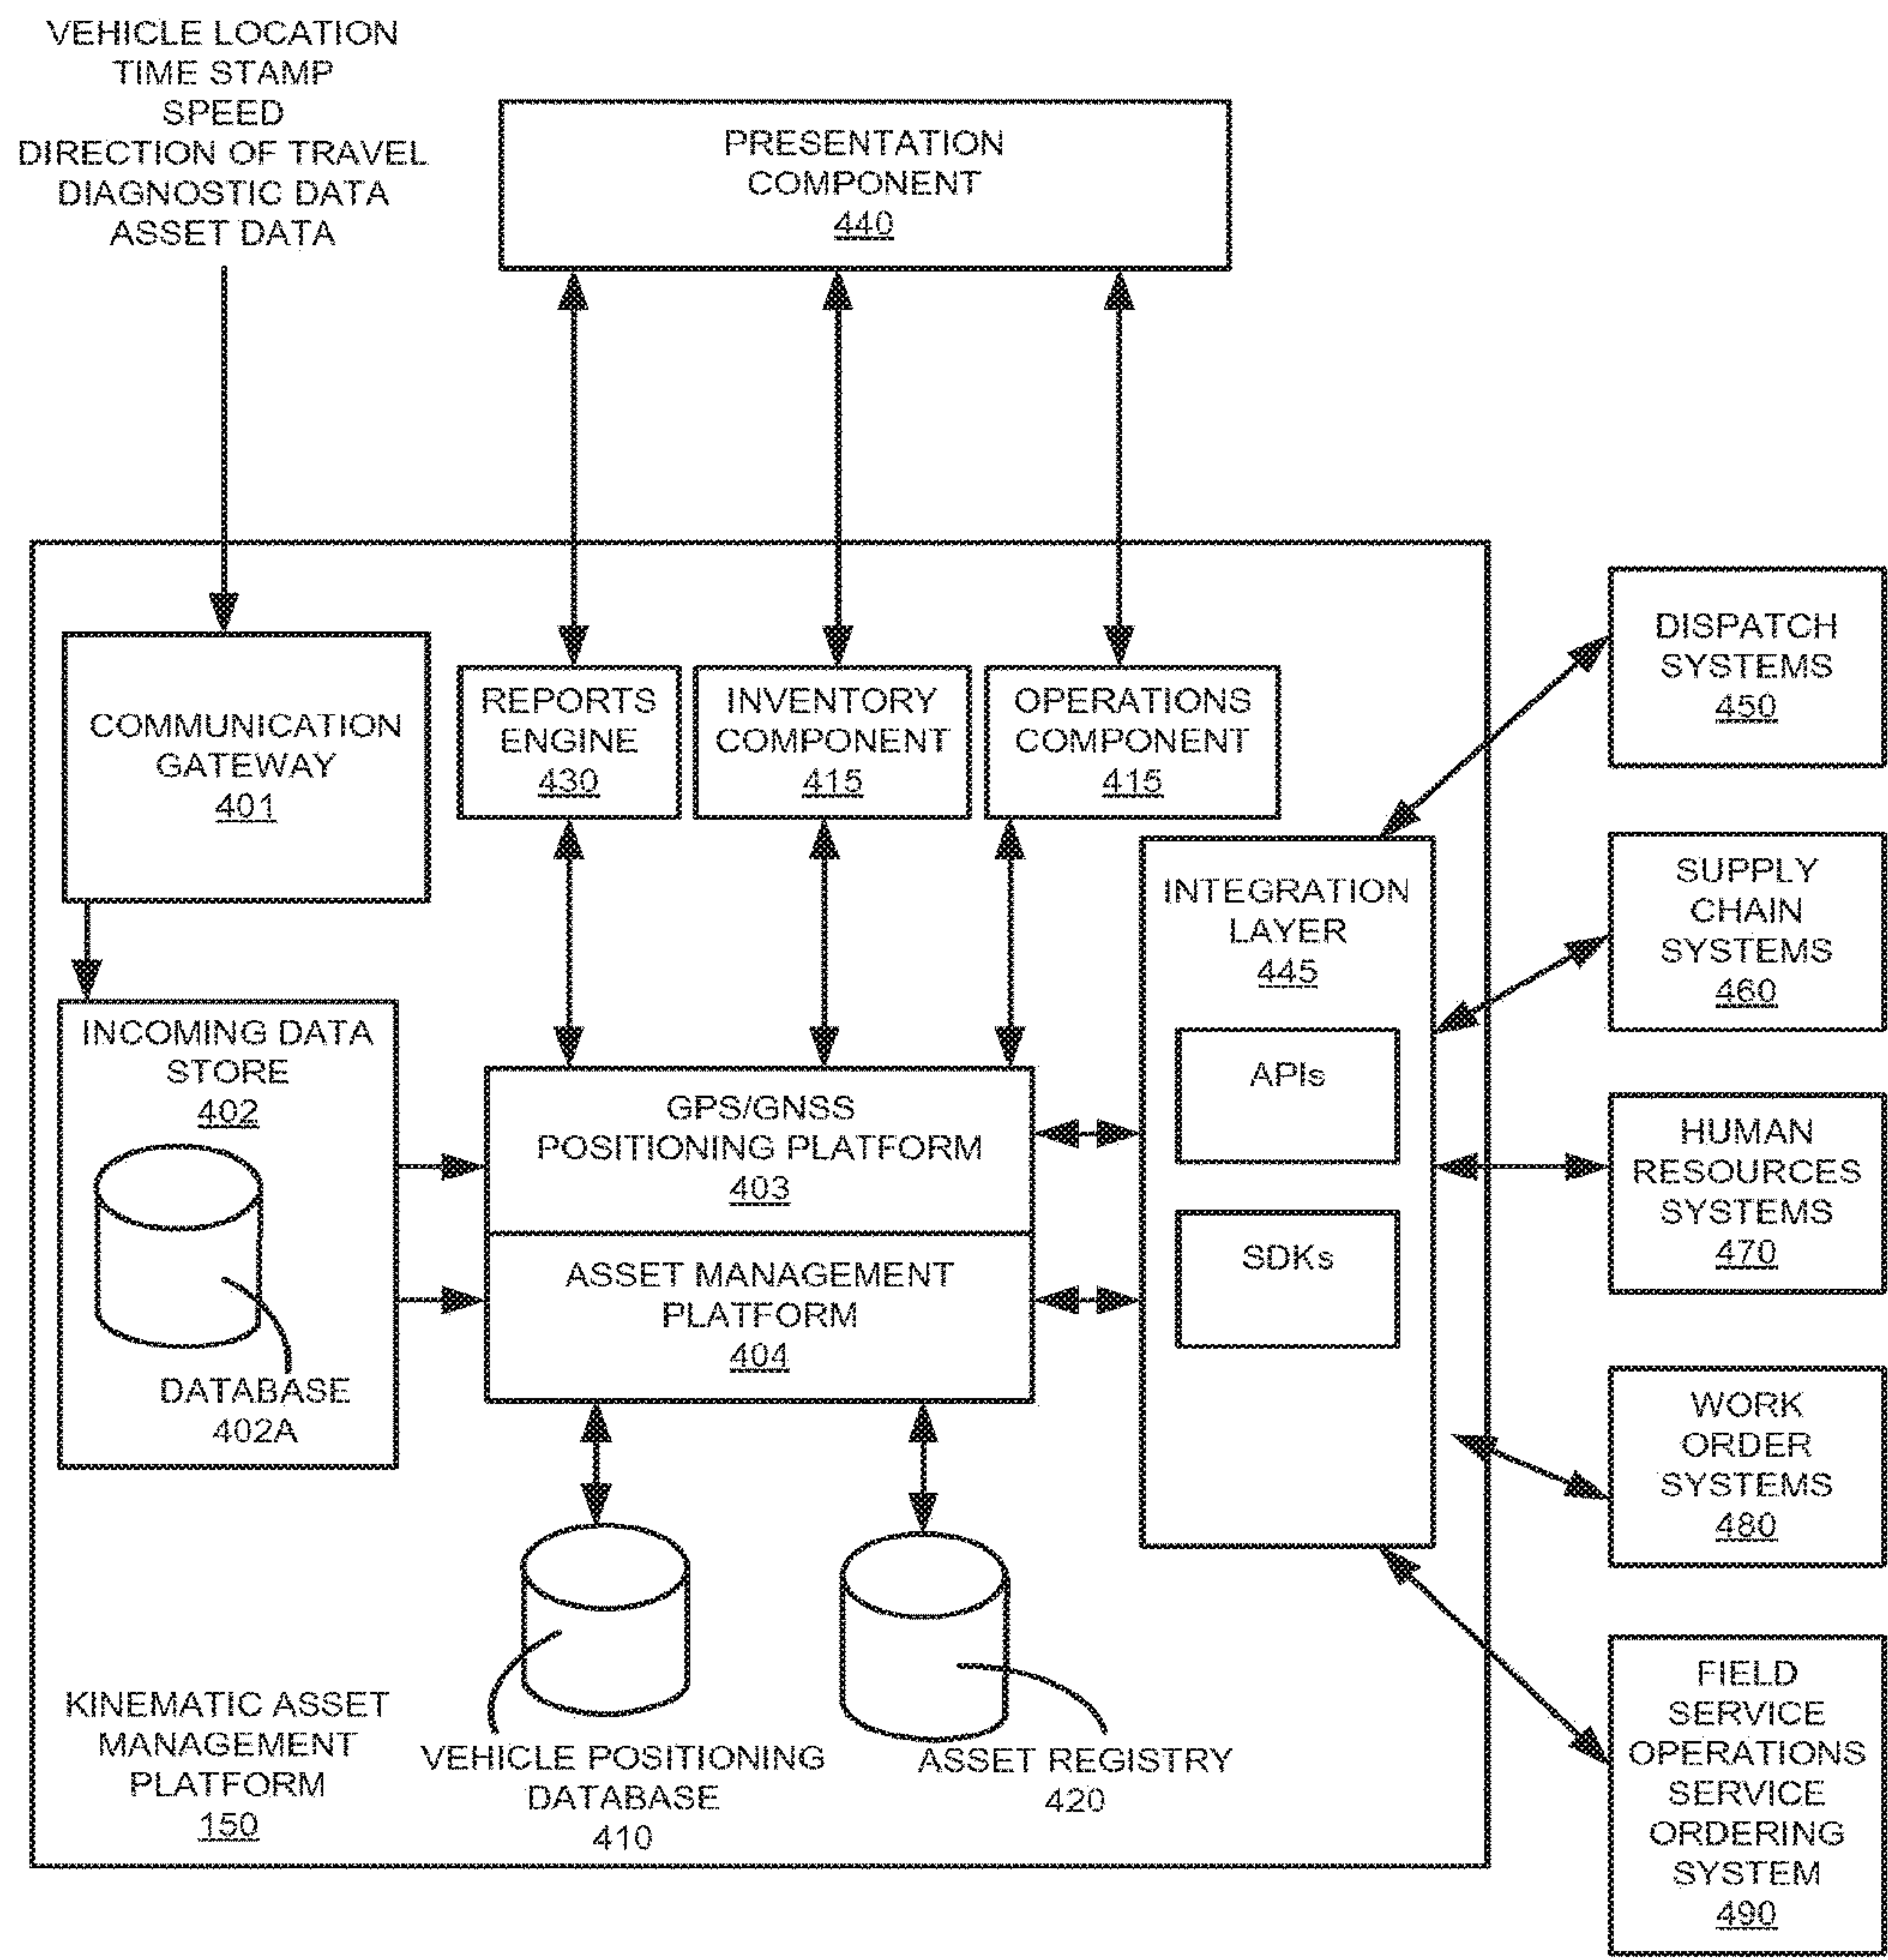 VEHICLE LOCATION
TIME STAMP
SPEED
DIRECTION OF TRAVEL
DIAGNOSTIC DATA
ASSET DATA
PRESENTATION
COMPONENT
440
COMMUNICATION
GATEWAY
401
REPORTS
ENGINE
430
INVENTORY
COMPONENT
415
OPERATIONS
COMPONENT
415
DISPATCH
SYSTEMS
450
SUPPLY
CHAIN
SYSTEMS
460
INTEGRATION
LAYER
445
APIs
SDKs
INCOMING DATA
STORE
402
DATABASE
402A
GPS/GNSS
POSITIONING PLATFORM
403
ASSET MANAGEMENT
PLATFORM
404
HUMAN
RESOURCES
SYSTEMS
470
WORK
ORDER
SYSTEMS
480
FIELD
SERVICE
OPERATIONS
SERVICE
ORDERING
SYSTEM
490
KINEMATIC ASSET
MANAGEMENT
PLATFORM
150
VEHICLE POSITIONING
DATABASE
410
ASSET REGISTRY
420